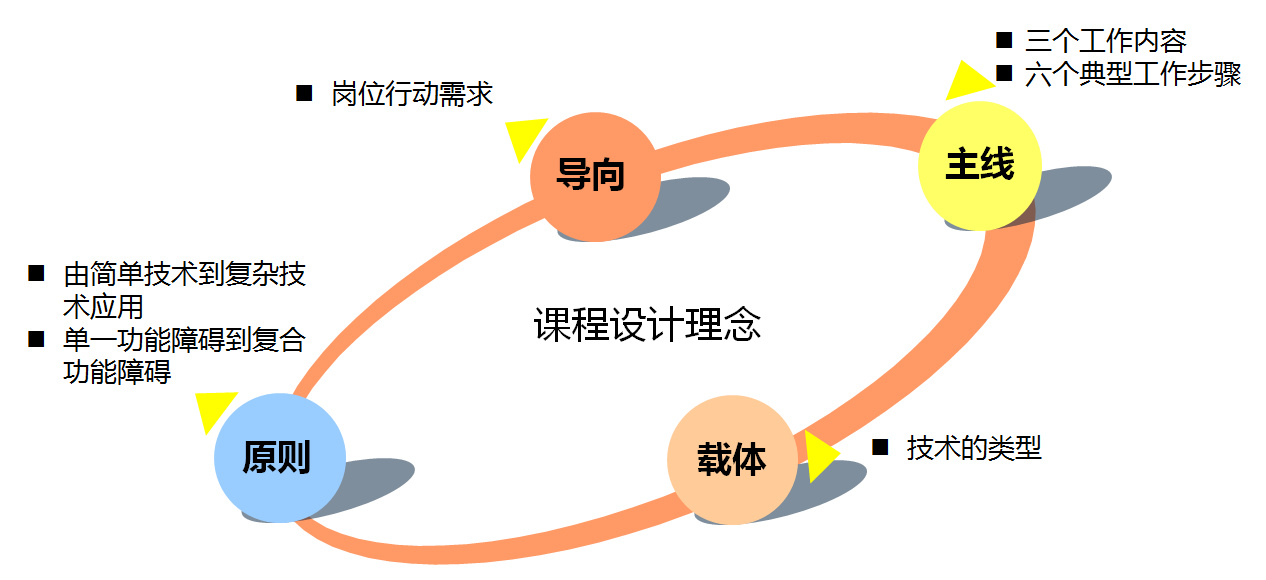 ■ 三个工作内容
■ 六个典型工作步骤
■ 岗位行动需求
导向
主线
■ 由简单技术到复杂技
术应用
■ 单一功能障碍到复合
功能障碍
课程设计理念
原则
载体
■ 技术的类型